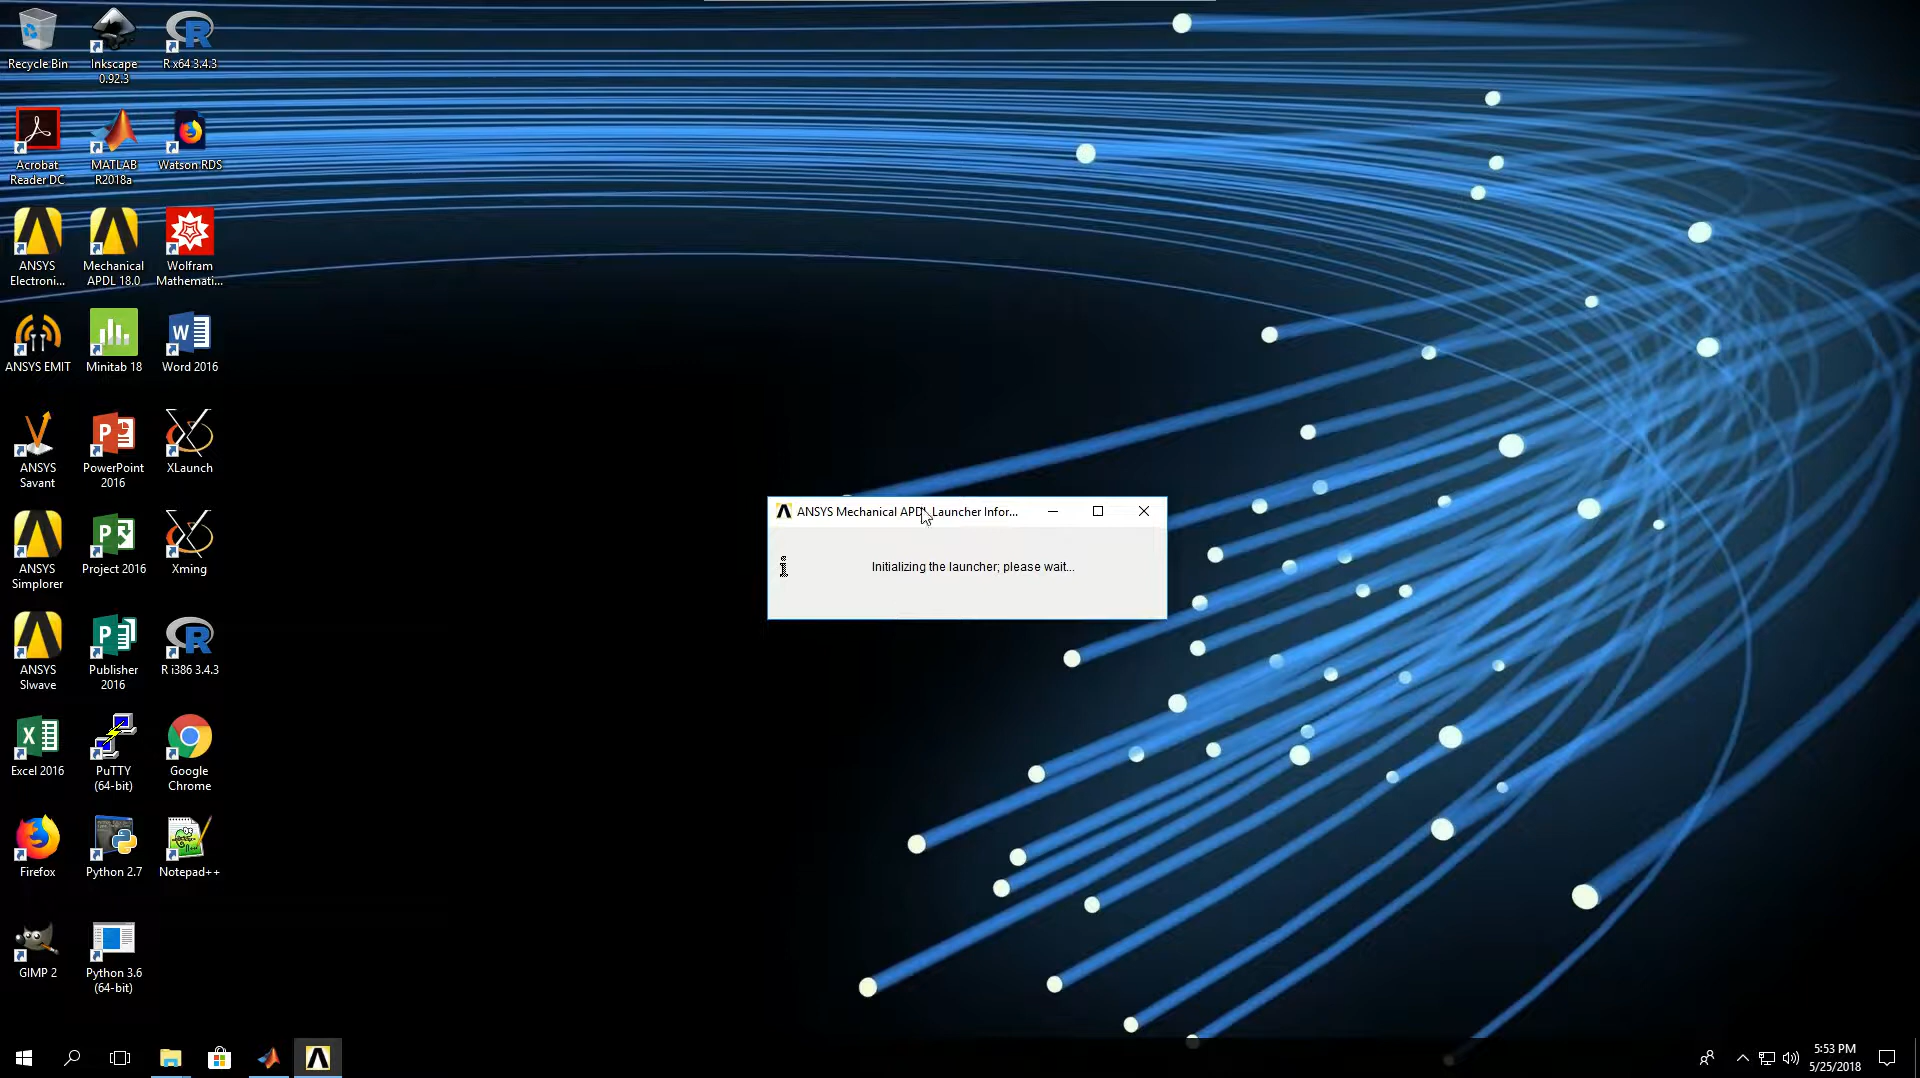 Recycle Bin
Inkscape
0.92.3
R x64 3.4.3
Acrobat
Reader DC
MATLAB
R2018a
Watson RDS
ANSYS
Electroni...
Mechanical
APDL 18.0
Wolfram
Mathemati...
ANSYS EMIT
Minitab 18
Word 2016
ANSYS
Savant
PowerPoint
2016
XLaunch
ANSYS Mechanical APDL Launcher Infor...
Initializing the launcher; please wait...
ANSYS
Simplorer
Project 2016
Xming
ANSYS
SIwave
Publisher
2016
R i386 3.4.3
Excel 2016
PuTTY
(64-bit)
Google
Chrome
Firefox
Python 2.7
Notepad++
GIMP 2
Python 3.6
(64-bit)
5:53 PM
5/25/2018